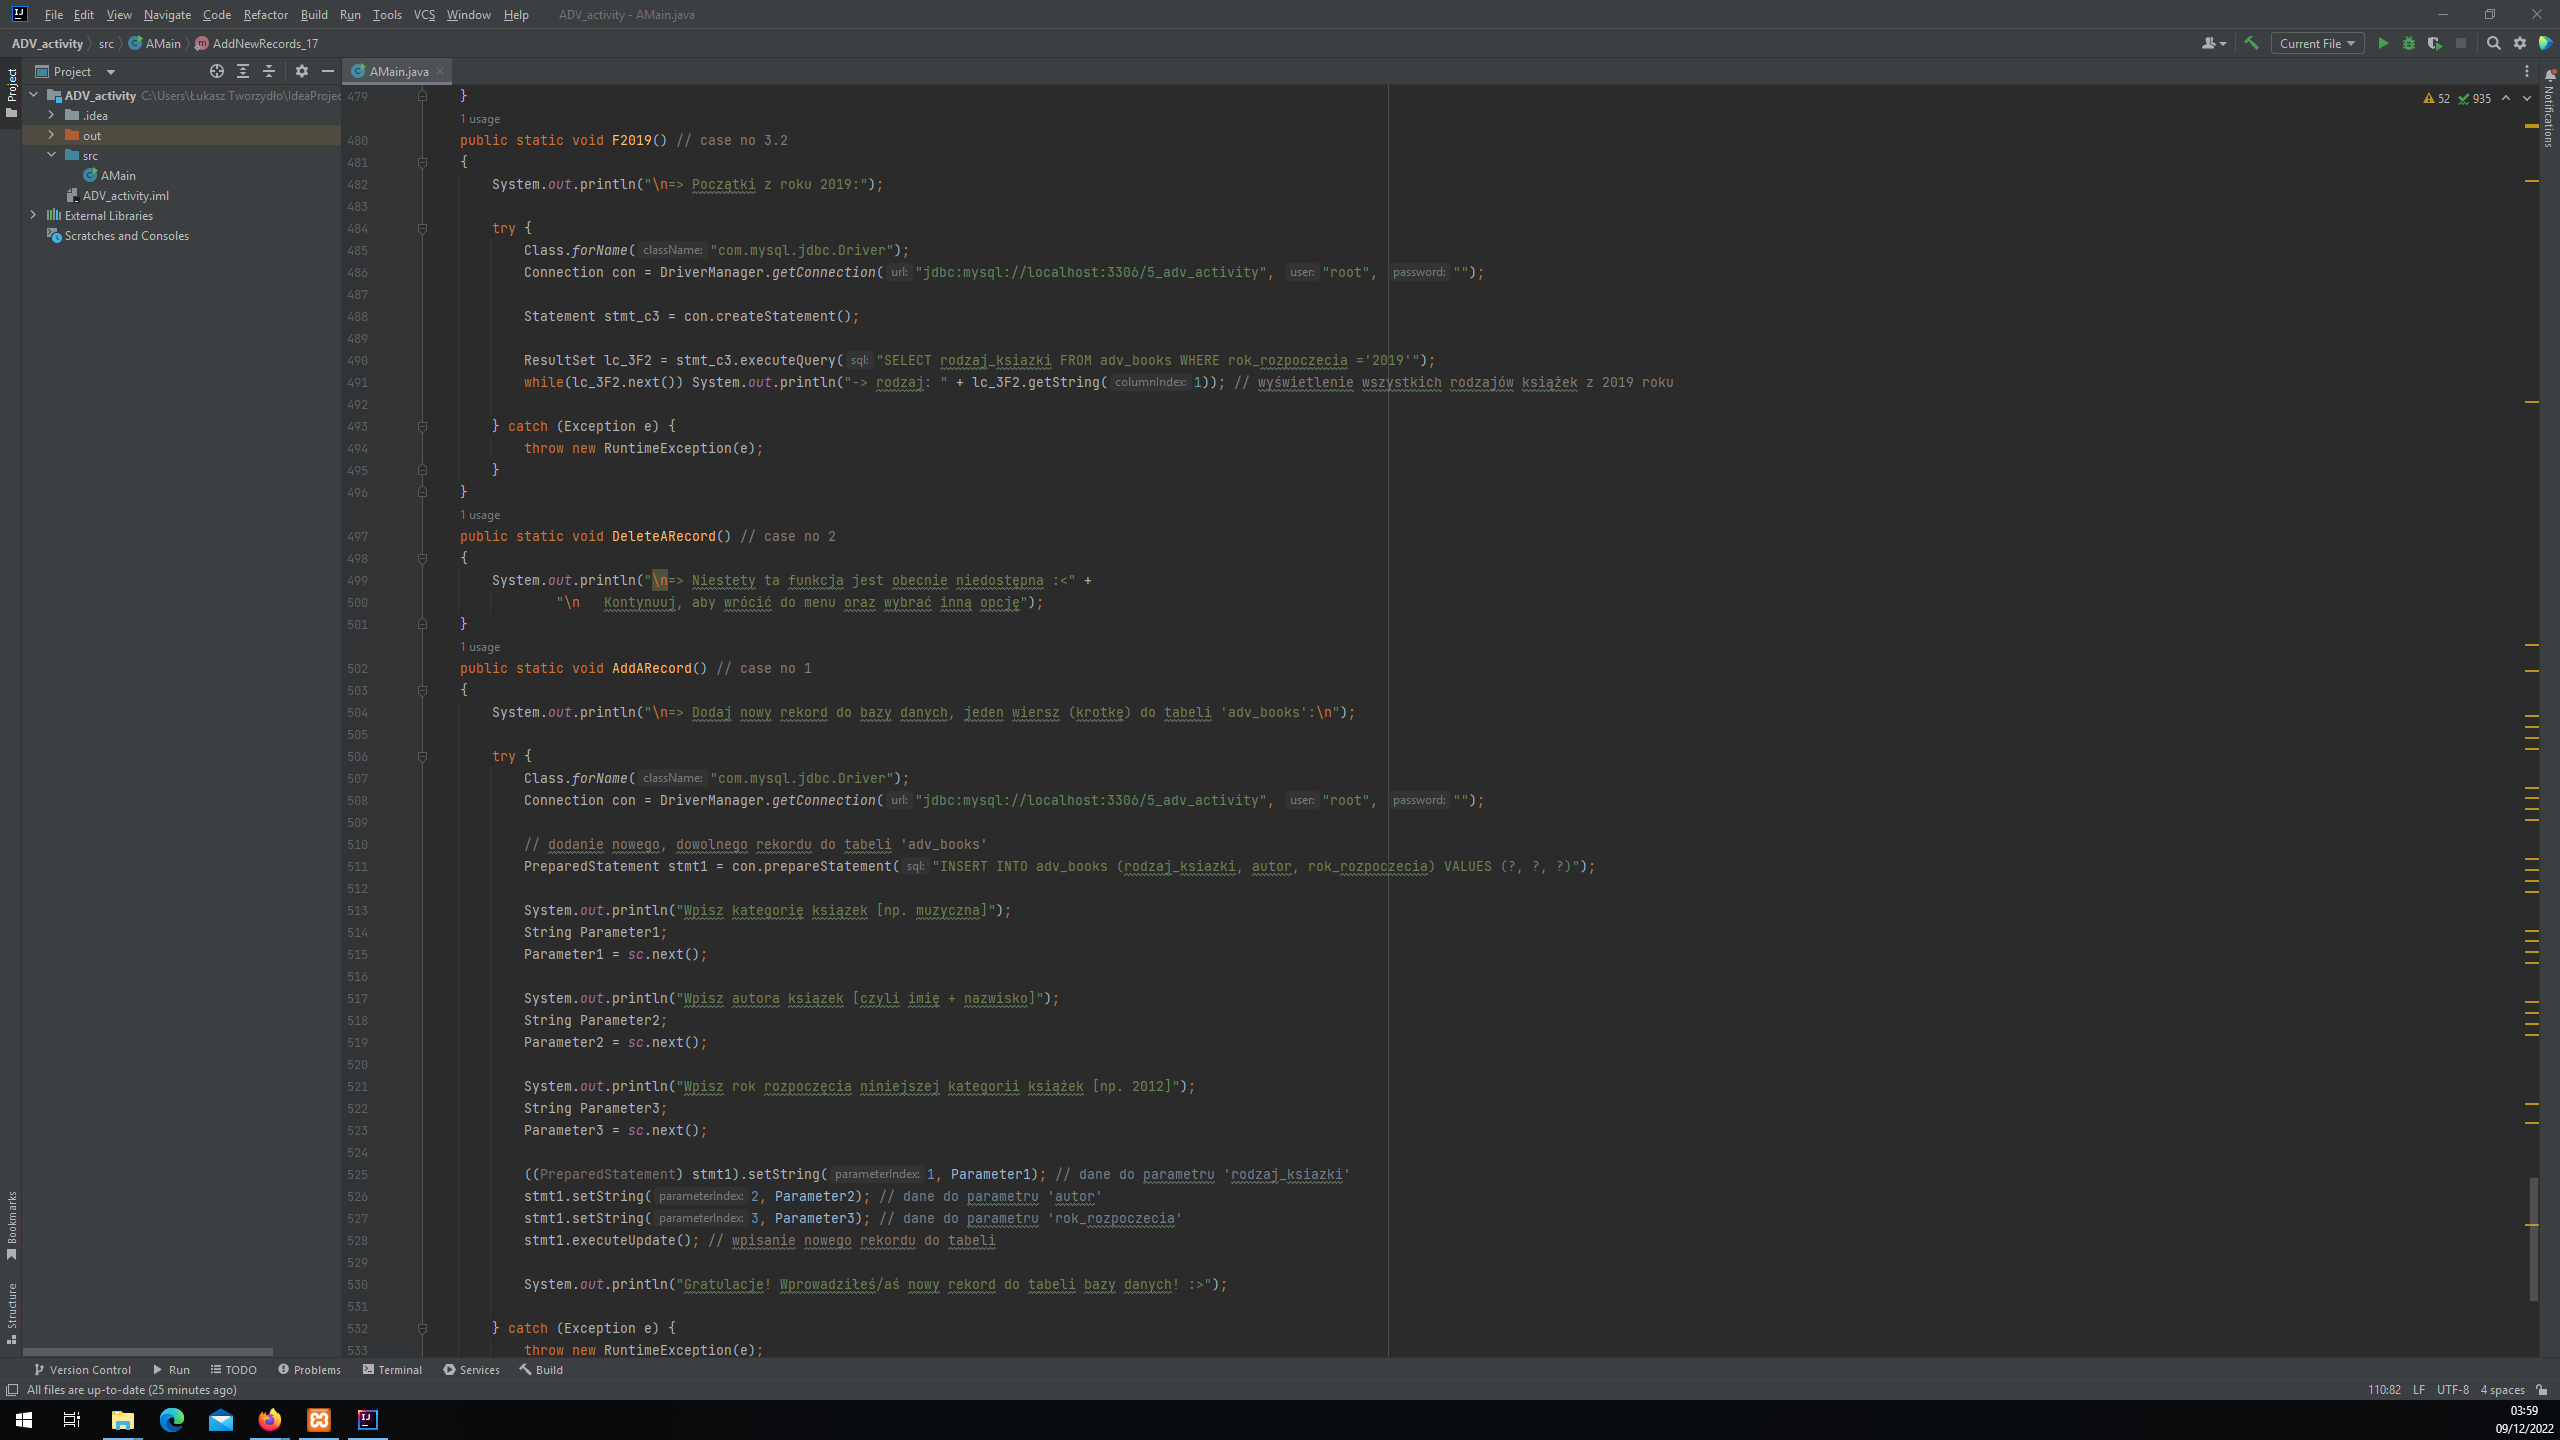 File Edit View Navigate Code Refactor Build Run Tools VCS Window Help ADV_activity - AMain.java
ADV_activity src AMain AddNewRecords_17 Current File
Project AMain.java
Project
ADV_activity C:\Users\Łukasz Tworzydło\IdeaProjec
.idea
out
src
AMain
ADV_activity.iml
External Libraries
Scratches and Consoles
52 935
Notifications
479 }
1 usage
480 public static void F2019() // case no 3.2
481 {
482 System.out.println("\n=> Początki z roku 2019:");
483
484 try {
485 Class.forName( className: "com.mysql.jdbc.Driver");
486 Connection con = DriverManager.getConnection( url: "jdbc:mysql://localhost:3306/5_adv_activity", user: "root", password: "");
487
488 Statement stmt_c3 = con.createStatement();
489
490 ResultSet lc_3F2 = stmt_c3.executeQuery( sql: "SELECT rodzaj_ksiazki FROM adv_books WHERE rok_rozpoczecia ='2019'");
491 while(lc_3F2.next()) System.out.println("-> rodzaj: " + lc_3F2.getString( columnIndex: 1)); // wyświetlenie wszystkich rodzajów książek z 2019 roku
492
493 } catch (Exception e) {
494 throw new RuntimeException(e);
495 }
496 }
1 usage
497 public static void DeleteARecord() // case no 2
498 {
499 System.out.println("\n=> Niestety ta funkcja jest obecnie niedostępna :<" +
500 "\n   Kontynuuj, aby wrócić do menu oraz wybrać inną opcję");
501 }
1 usage
502 public static void AddARecord() // case no 1
503 {
504 System.out.println("\n=> Dodaj nowy rekord do bazy danych, jeden wiersz (krotkę) do tabeli 'adv_books':\n");
505
506 try {
507 Class.forName( className: "com.mysql.jdbc.Driver");
508 Connection con = DriverManager.getConnection( url: "jdbc:mysql://localhost:3306/5_adv_activity", user: "root", password: "");
509
510 // dodanie nowego, dowolnego rekordu do tabeli 'adv_books'
511 PreparedStatement stmt1 = con.prepareStatement( sql: "INSERT INTO adv_books (rodzaj_ksiazki, autor, rok_rozpoczecia) VALUES (?, ?, ?)");
512
513 System.out.println("Wpisz kategorię ksiązek [np. muzyczna]");
514 String Parameter1;
515 Parameter1 = sc.next();
516
517 System.out.println("Wpisz autora ksiązek [czyli imię + nazwisko]");
518 String Parameter2;
519 Parameter2 = sc.next();
520
521 System.out.println("Wpisz rok rozpoczęcia niniejszej kategorii książek [np. 2012]");
522 String Parameter3;
523 Parameter3 = sc.next();
524
525 ((PreparedStatement) stmt1).setString( parameterIndex: 1, Parameter1); // dane do parametru 'rodzaj_ksiazki'
526 stmt1.setString( parameterIndex: 2, Parameter2); // dane do parametru 'autor'
527 stmt1.setString( parameterIndex: 3, Parameter3); // dane do parametru 'rok_rozpoczecia'
528 stmt1.executeUpdate(); // wpisanie nowego rekordu do tabeli
529
530 System.out.println("Gratulacje! Wprowadziłeś/aś nowy rekord do tabeli bazy danych! :>");
531
532 } catch (Exception e) {
533 throw new RuntimeException(e);
Bookmarks
Structure
Version Control Run TODO Problems Terminal Services Build
All files are up-to-date (25 minutes ago) 110:82 LF UTF-8 4 spaces
03:59
09/12/2022